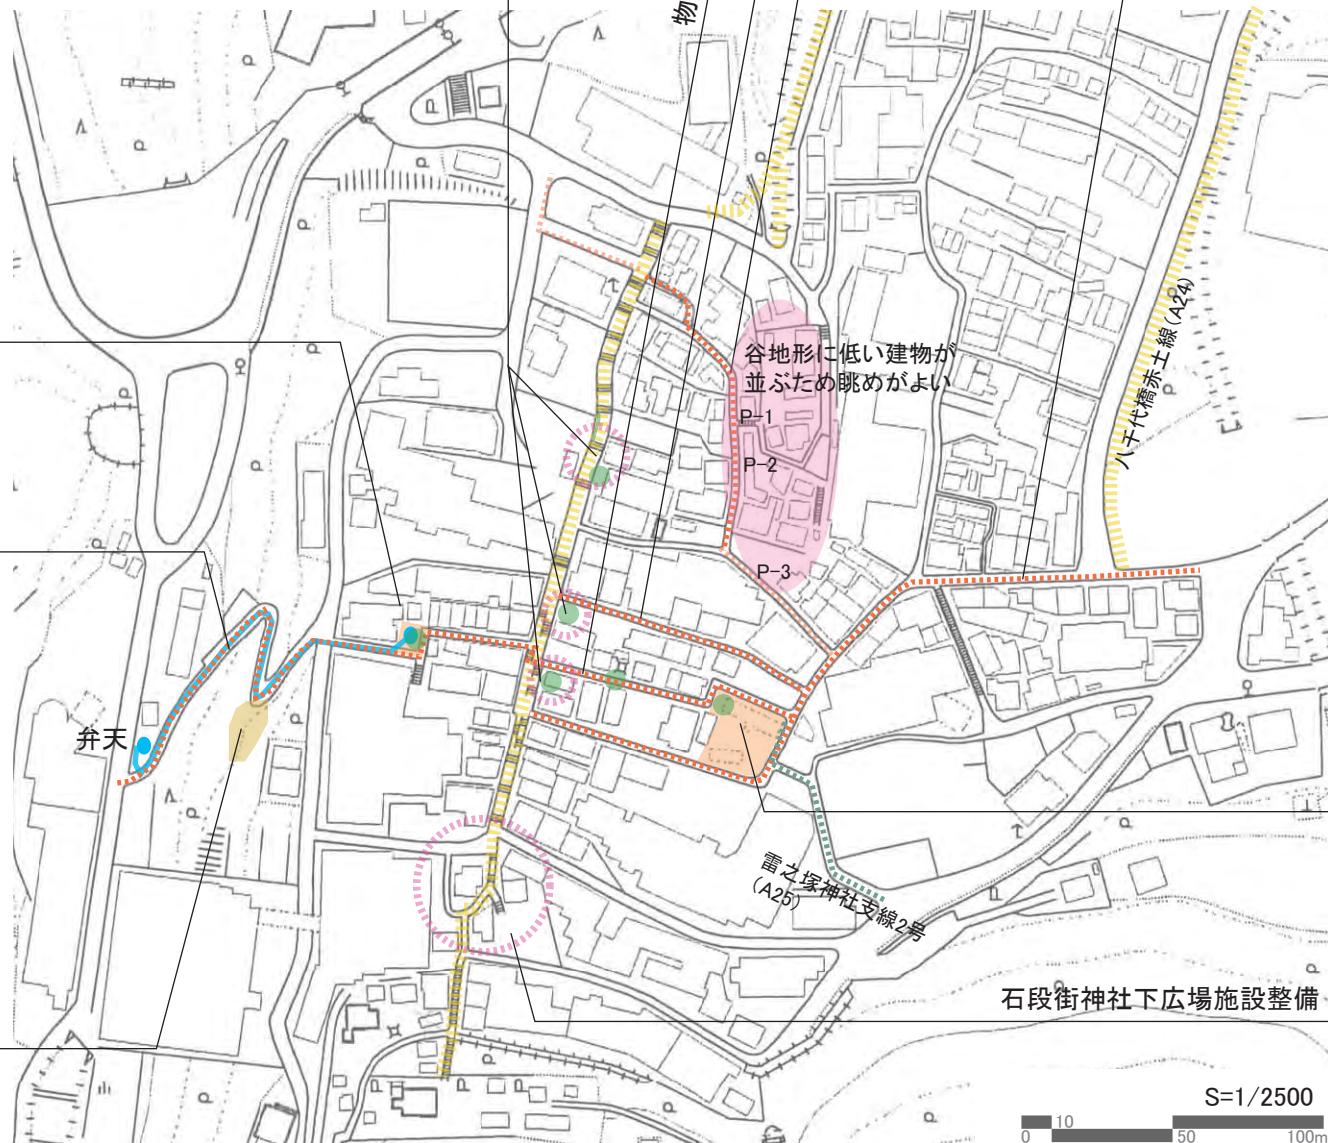 物
谷地形に低い建物が
並ぶため眺めがよい
P-1
P-2
P-3
八千代橋赤土線(A24)
弁天
雷之塚神社支線2号
(A25)
石段街神社下広場施設整備
S=1/2500
10
0
50
100m